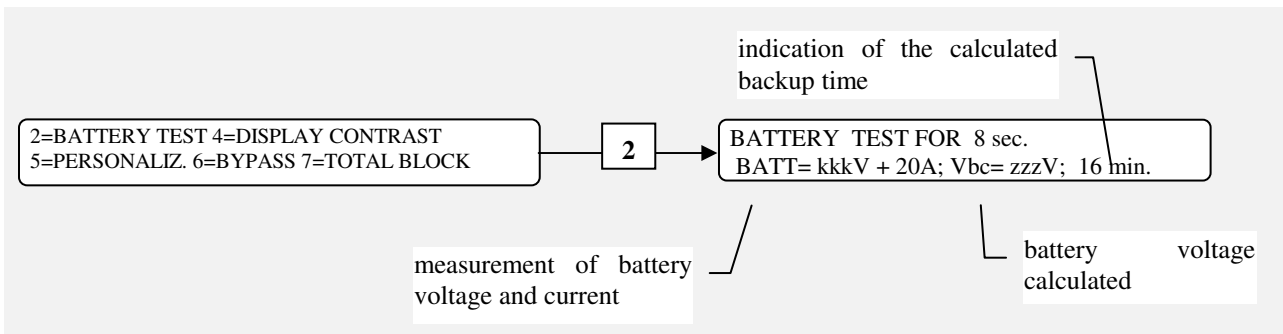 indication of the calculated
backup time
2=BATTERY TEST 4=DISPLAY CONTRAST
5=PERSONALIZ. 6=BYPASS 7=TOTAL BLOCK
2
BATTERY TEST FOR 8 sec.
BATT= kkkV + 20A; Vbc= zzzV; 16 min.
measurement of battery
voltage and current
battery voltage
calculated